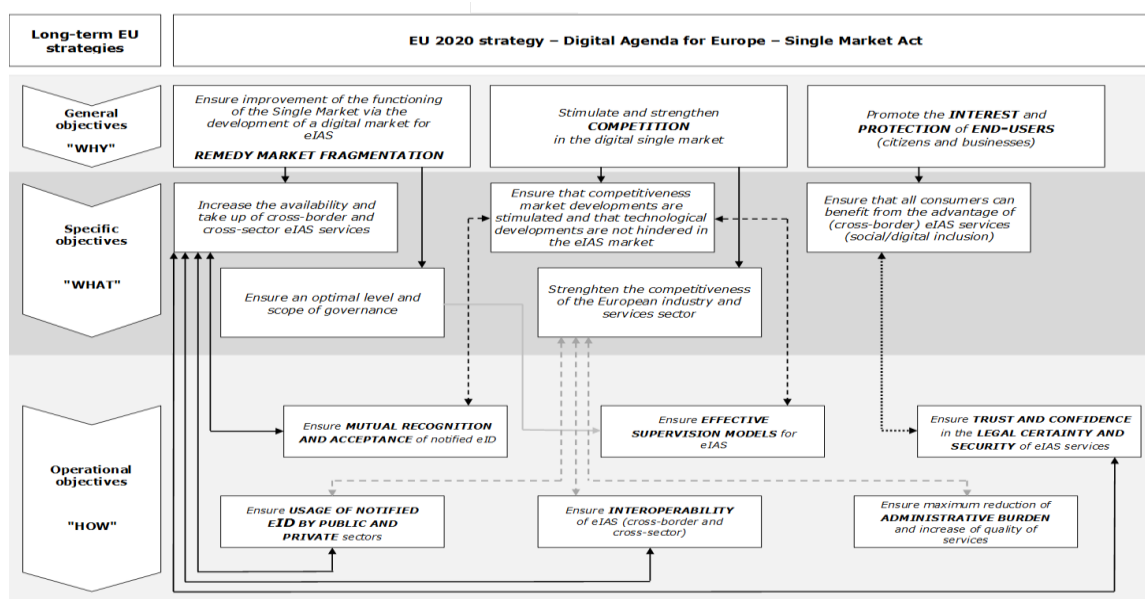 Long-term EU
strategies
EU 2020 strategy – Digital Agenda for Europe – Single Market Act
General
objectives
"WHY"
Ensure improvement of the functioning
of the Single Market via the
development of a digital market for
eIAS
REMEDY MARKET FRAGMENTATION
Stimulate and strengthen
COMPETITION
in the digital single market
Promote the INTEREST and
PROTECTION of END-USERS
(citizens and businesses)
Specific
objectives
"WHAT"
Increase the availability and
take up of cross-border and
cross-sector eIAS services
Ensure that competitiveness
market developments are
stimulated and that technological
developments are not hindered in
the eIAS market
Ensure that all consumers can
benefit from the advantage of
(cross-border) eIAS services
(social/digital inclusion)
Ensure an optimal level and
scope of governance
Strenghten the competitiveness
of the European industry and
services sector
Operational
objectives
"HOW"
Ensure MUTUAL RECOGNITION
AND ACCEPTANCE of notified eID
Ensure EFFECTIVE
SUPERVISION MODELS for
eIAS
Ensure TRUST AND CONFIDENCE
in the LEGAL CERTAINTY AND
SECURITY of eIAS services
Ensure USAGE OF NOTIFIED
eID BY PUBLIC AND
PRIVATE sectors
Ensure INTEROPERABILITY
of eIAS (cross-border and
cross-sector)
Ensure maximum reduction of
ADMINISTRATIVE BURDEN
and increase of quality of
services